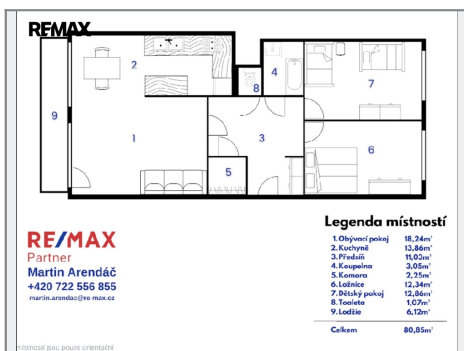 RE/MAX
2
4
8
7
9
1
3
6
5
RE/MAX
Partner
Martin Arendáč
+420 722 556 855
martin.arendac@re-max.cz
Legenda místností
1. Obývací pokoj 18,24m²
2. Kuchyně 13,86m²
3. Předsíň 11,03m²
4. Koupelna 3,05m²
5. Komora 2,25m²
6. Ložnice 12,34m²
7. Dětský pokoj 12,86m²
8. Toaleta 1,07m²
9. Lodžie 6,12m²
Celkem 80,85m²
místností jsou pouze orientační